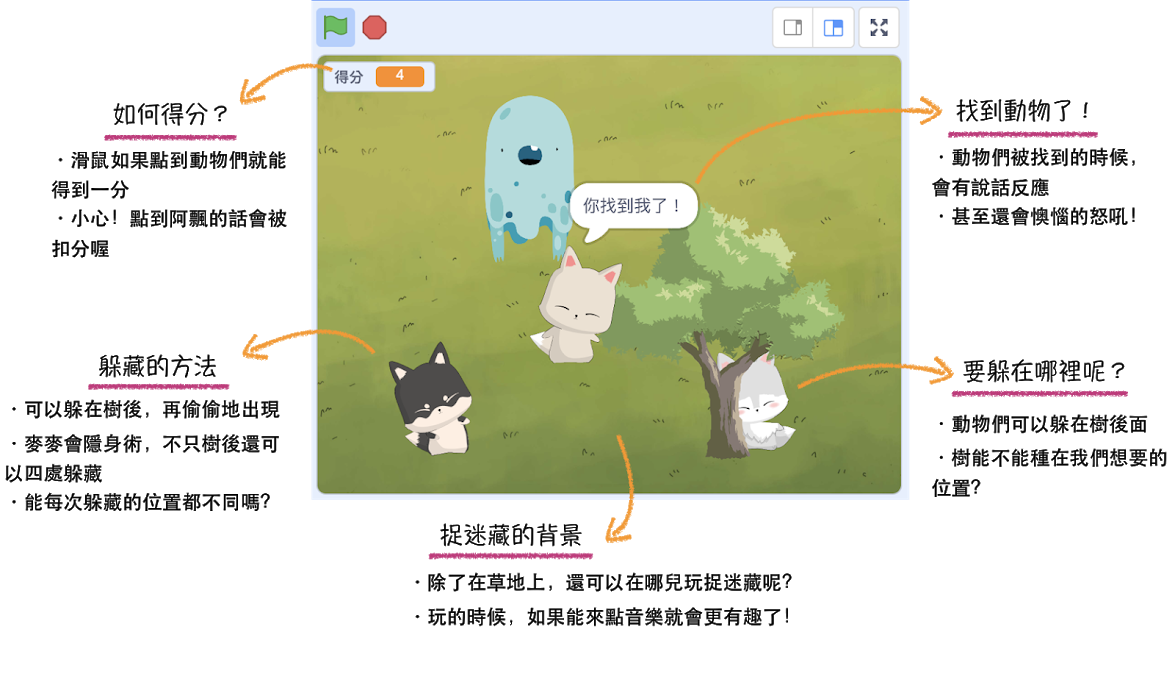 得分 4
如何得分？
・滑鼠如果點到動物們就能
得到一分
・小心！點到阿飄的話會被
扣分喔
找到動物了！
・動物們被找到的時候，
會有說話反應
・甚至還會懊惱的怒吼！
你找到我了！
躲藏的方法
・可以躲在樹後，再偷偷地出現
・麥麥會隱身術，不只樹後還可
以四處躲藏
・能每次躲藏的位置都不同嗎?
要躲在哪裡呢？
・動物們可以躲在樹後面
・樹能不能種在我們想要的
位置?
捉迷藏的背景
・除了在草地上，還可以在哪兒玩捉迷藏呢?
・玩的時候，如果能來點音樂就會更有趣了!